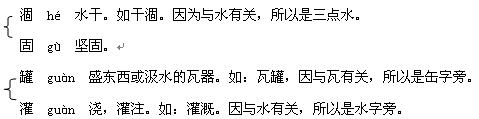 涸 hé 水干。如干涸。因为与水有关，所以是三点水。
固 gù 坚固。
罐 guàn 盛东西或汲水的瓦器。如：瓦罐，因与瓦有关，所以是缶字旁。
灌 guàn 浇，灌注。如：灌溉。因与水有关，所以是水字旁。